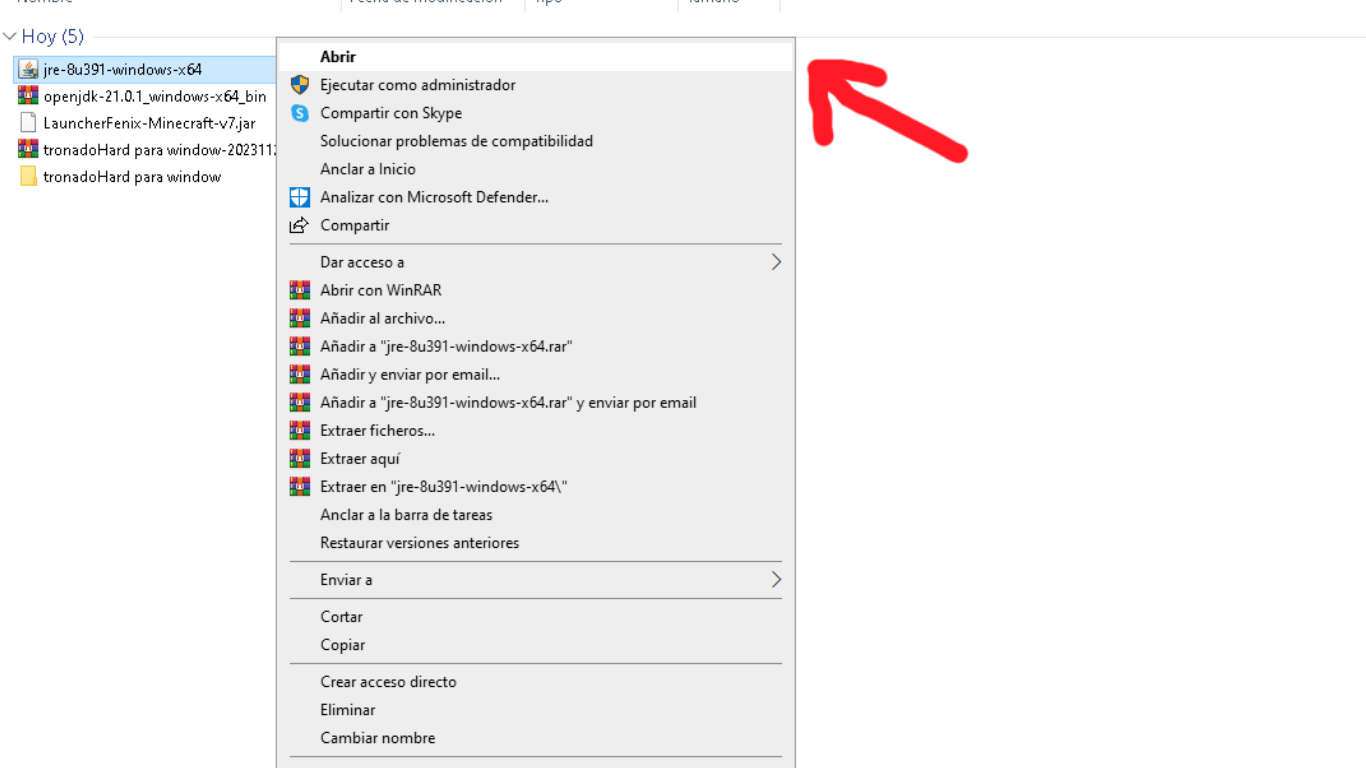 Nombre Fecha de modificación Tipo Tamaño
Hoy (5)
jre-8u391-windows-x64
openjdk-21.0.1_windows-x64_bin
LauncherFenix-Minecraft-v7.jar
tronadoHard para window-202311
tronadoHard para window
Abrir
Ejecutar como administrador
Compartir con Skype
Solucionar problemas de compatibilidad
Anclar a Inicio
Analizar con Microsoft Defender...
Compartir
Dar acceso a
Abrir con WinRAR
Añadir al archivo...
Añadir a "jre-8u391-windows-x64.rar"
Añadir y enviar por email...
Añadir a "jre-8u391-windows-x64.rar" y enviar por email
Extraer ficheros...
Extraer aquí
Extraer en "jre-8u391-windows-x64\"
Anclar a la barra de tareas
Restaurar versiones anteriores
Enviar a
Cortar
Copiar
Crear acceso directo
Eliminar
Cambiar nombre